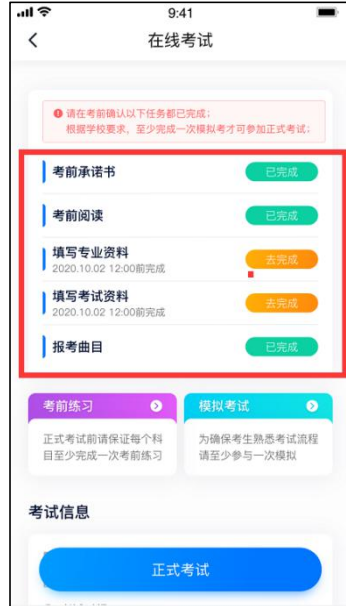 9:41
在线考试
请在考前确认以下任务都已完成；
根据学校要求，至少完成一次模拟考才可参加正式考试；
考前承诺书
已完成
考前阅读
已完成
填写专业资料
2020.10.02 12:00前完成
去完成
填写考试资料
2020.10.02 12:00前完成
去完成
报考曲目
已完成
考前练习
模拟考试
正式考试前请保证每个科
目至少完成一次考前练习
为确保考生熟悉考试流程
请至少参与一次模拟
考试信息
正式考试